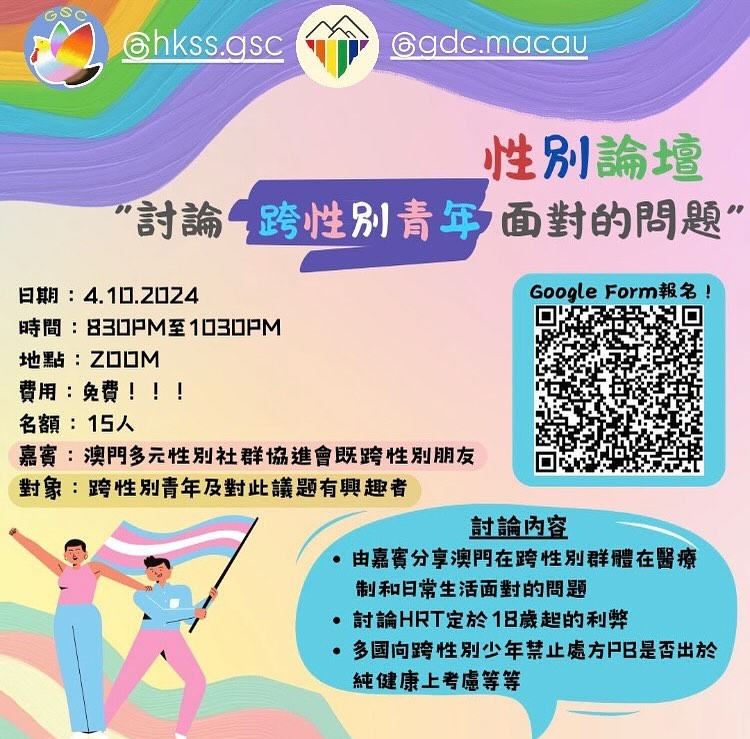 GSC
@hkss.gsc
@gdc.macau
性別論壇
"討論 跨性別青年 面對的問題"
日期：4.10.2024
時間：830PM至1030PM
地點：ZOOM
費用：免費！！！
名額：15人
嘉賓：澳門多元性別社群協進會既跨性別朋友
對象：跨性別青年及對此議題有興趣者
Google Form報名！
討論內容
• 由嘉賓分享澳門在跨性別群體在醫療
制和日常生活面對的問題
• 討論HRT定於18歲起的利弊
• 多國向跨性別少年禁止處方PB是否出於
純健康上考慮等等